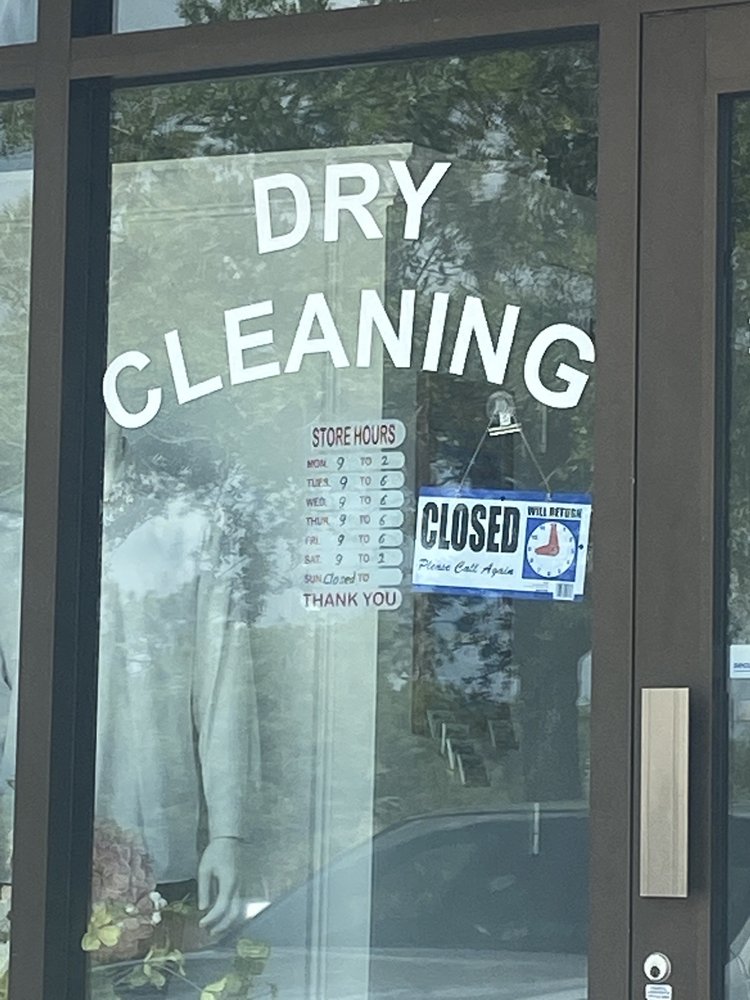 DRY
CLEANING
STORE HOURS
MON. 9 TO 2
TUES. 9 TO 6
WED. 9 TO 6
THUR. 9 TO 6
FRI. 9 TO 6
SAT. 9 TO 2
SUN. Closed TO
THANK YOU
CLOSED
WILL RETURN
Please Call Again